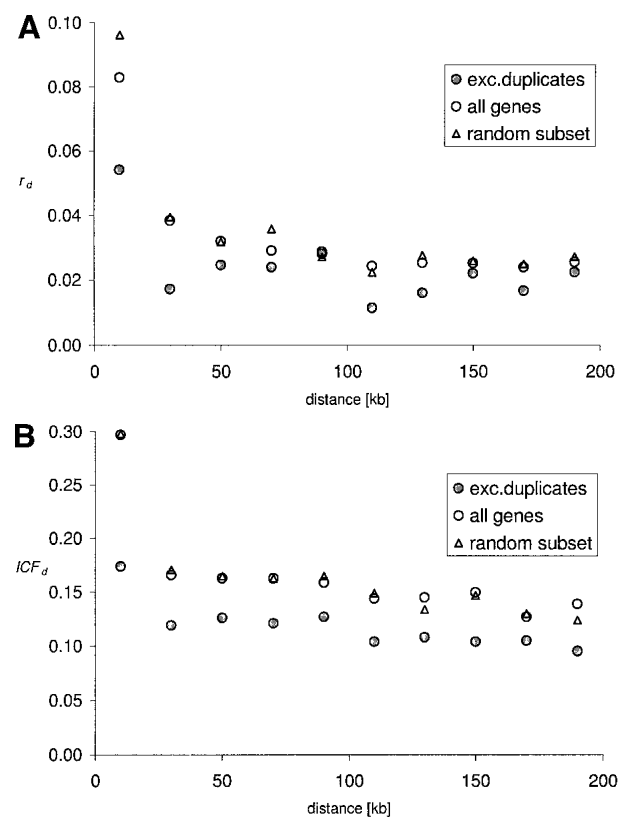 A
0.10
0.08
0.06
0.04
0.02
0.00
r_d
exc.duplicates
all genes
random subset
0 50 100 150 200
distance [kb]
B
0.30
0.25
0.20
0.15
0.10
0.05
0.00
ICF_d
exc.duplicates
all genes
random subset
0 50 100 150 200
distance [kb]